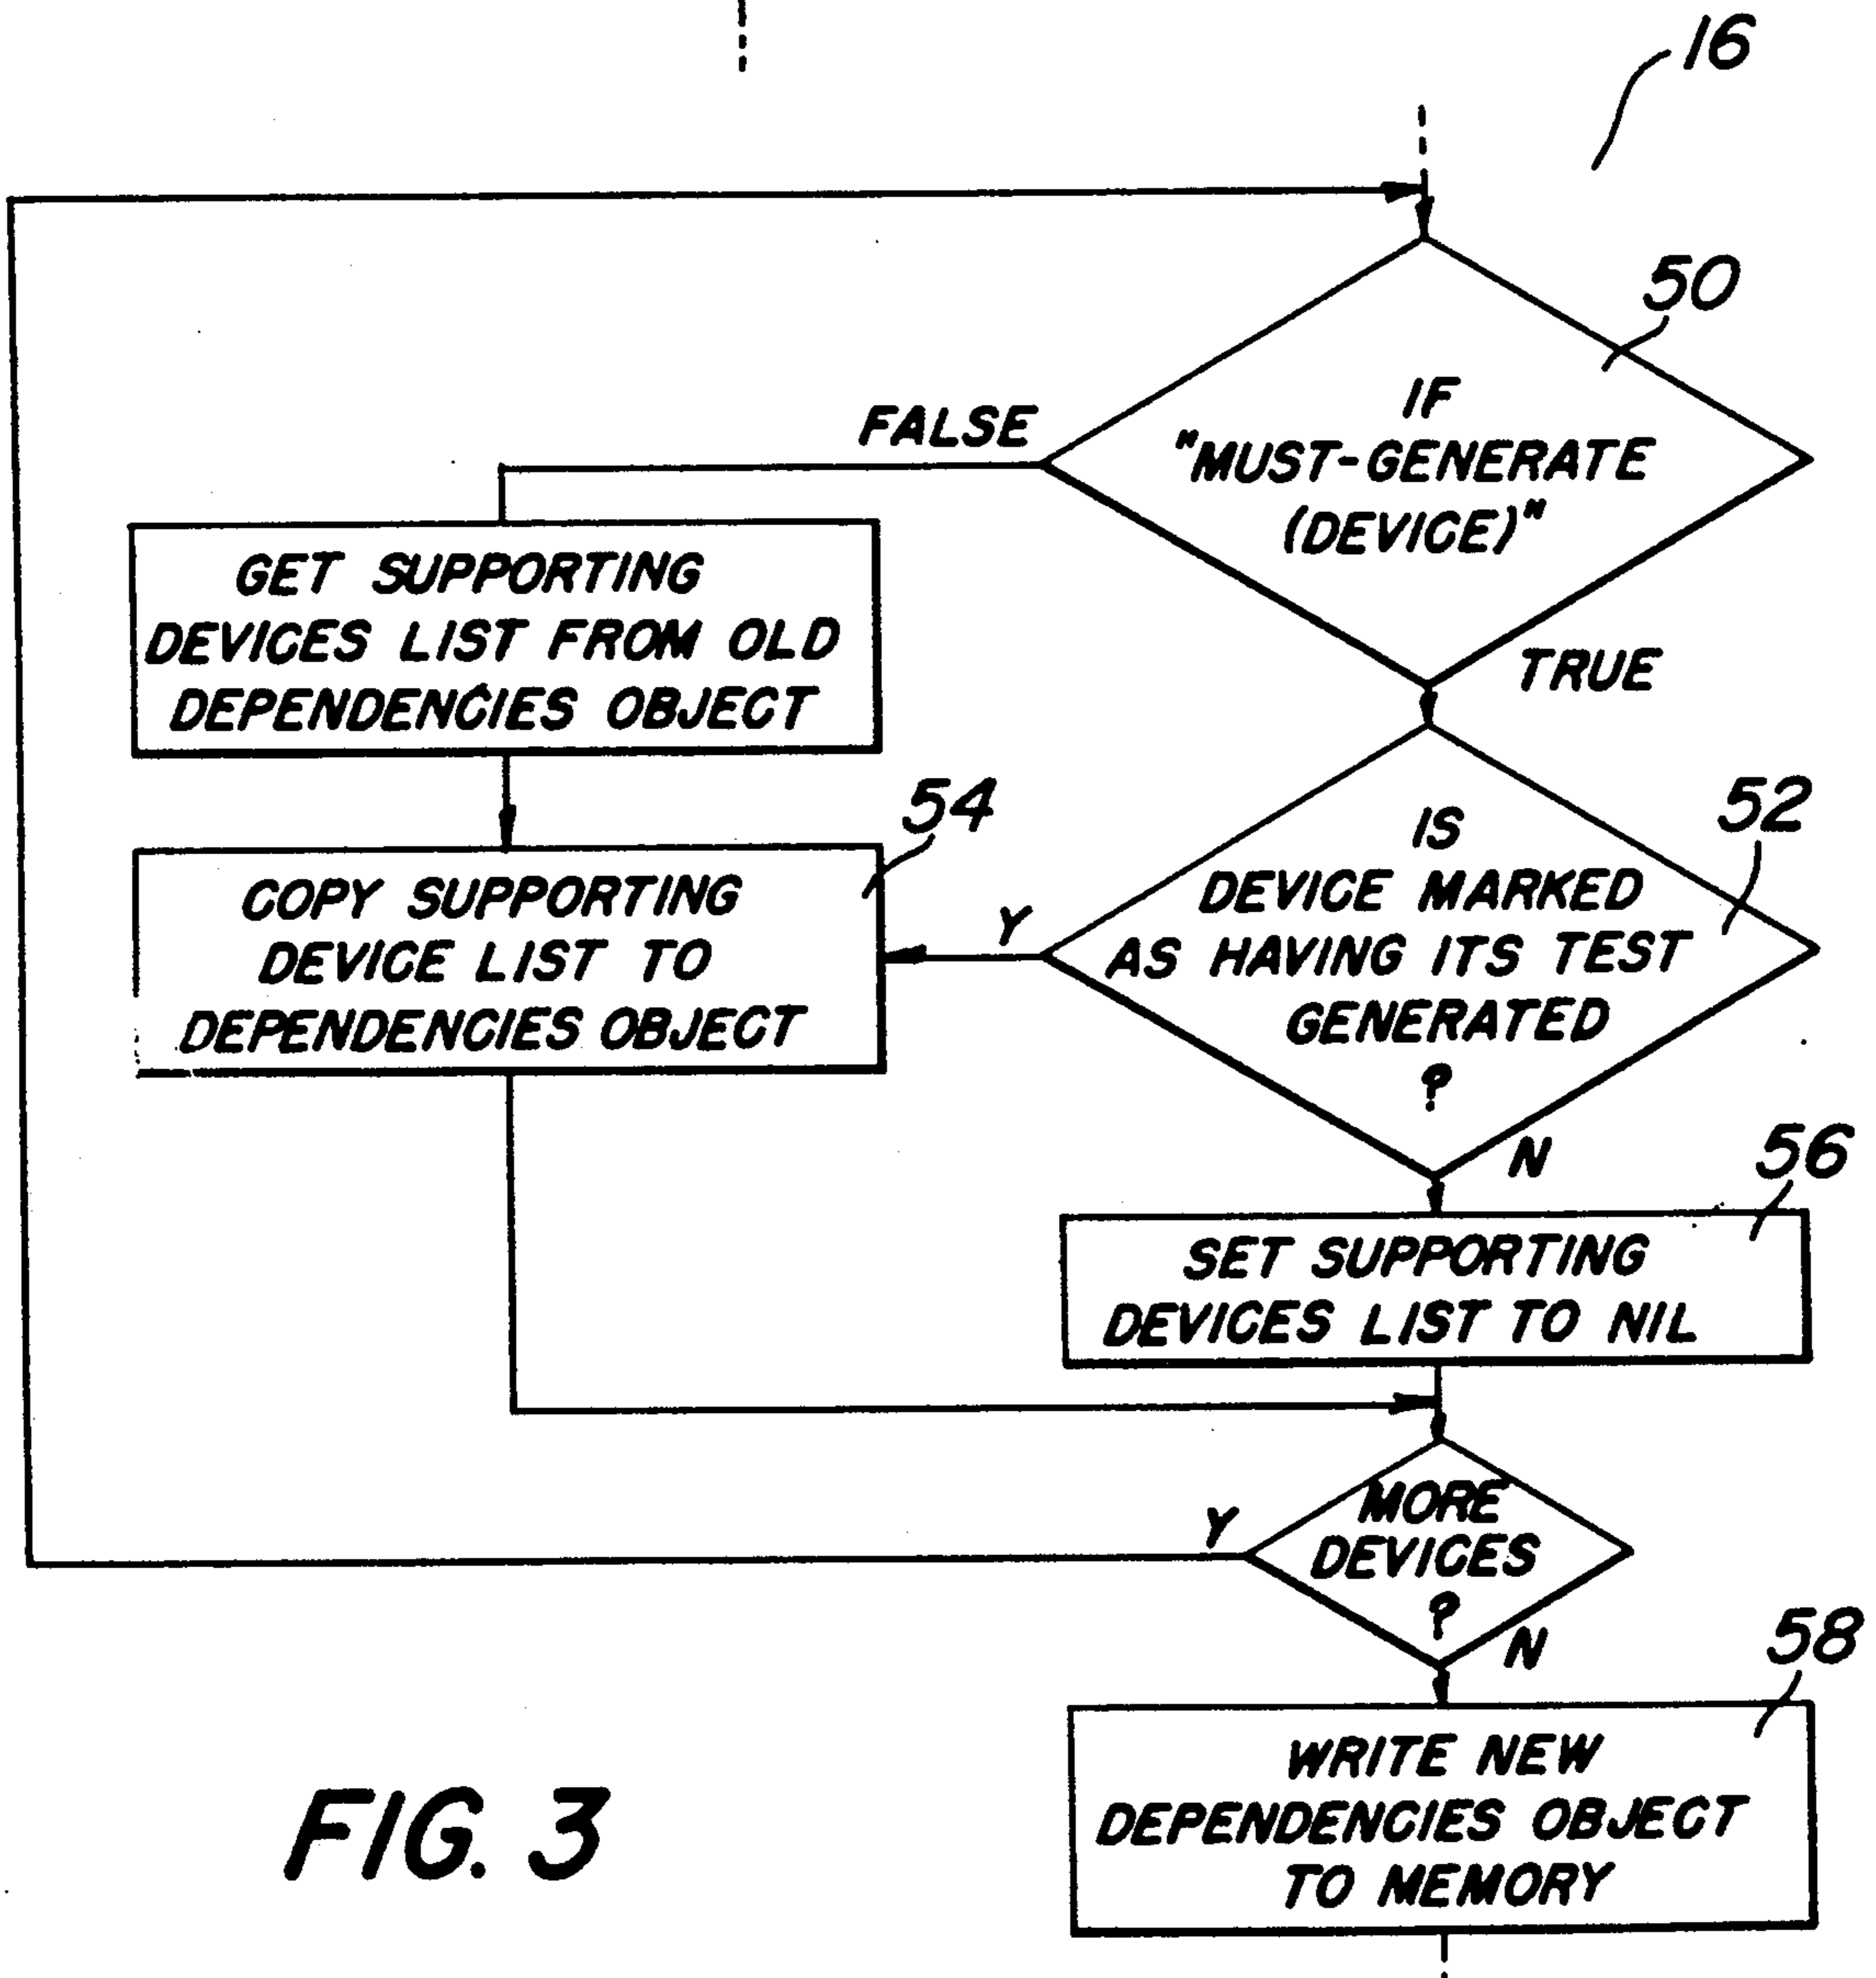 16
50
IF
"MUST-GENERATE
(DEVICE)"
FALSE
TRUE
GET SUPPORTING
DEVICES LIST FROM OLD
DEPENDENCIES OBJECT
54
COPY SUPPORTING
DEVICE LIST TO
DEPENDENCIES OBJECT
52
IS
DEVICE MARKED
AS HAVING ITS TEST
GENERATED
?
Y
N
56
SET SUPPORTING
DEVICES LIST TO NIL
MORE
DEVICES
?
Y
N
58
WRITE NEW
DEPENDENCIES OBJECT
TO MEMORY
FIG. 3